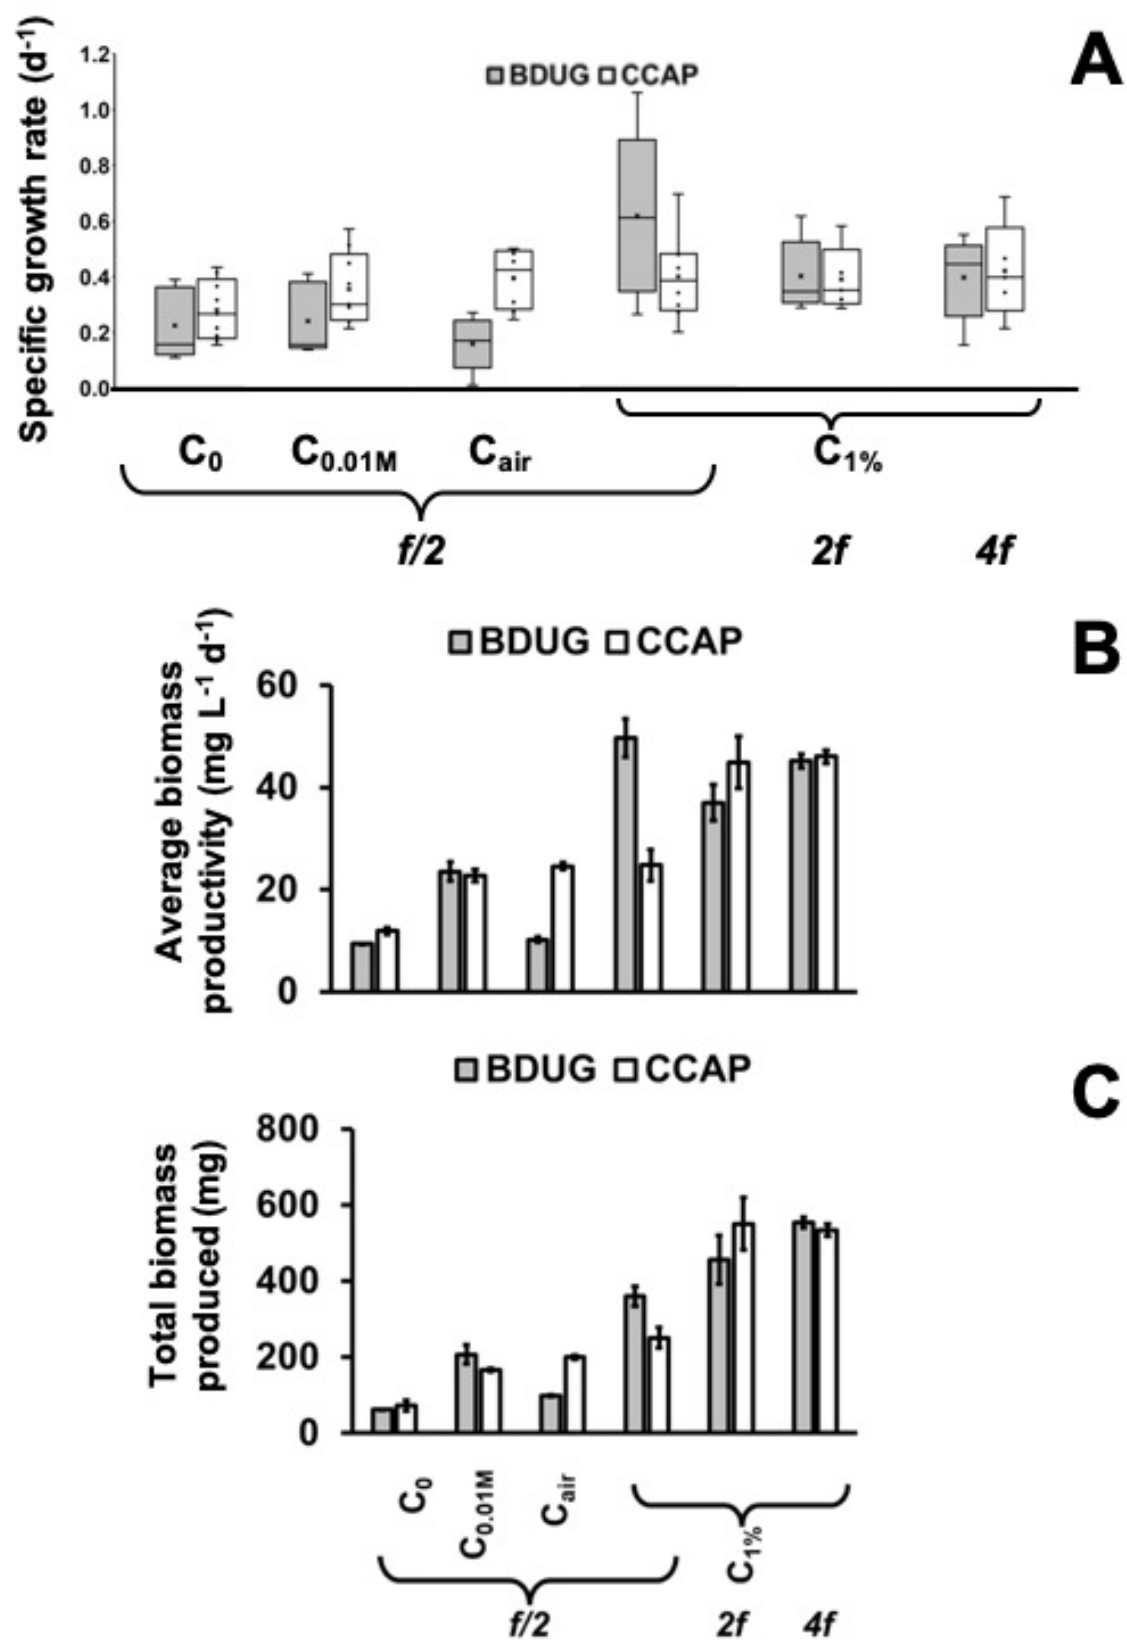 A
Specific growth rate (d⁻¹)
BDUG CCAP
1.2
1.0
0.8
0.6
0.4
0.2
0.0
C₀ C₀.₀₁M Cair C₁%
f/2 2f 4f
B
BDUG CCAP
Average biomass
productivity (mg L⁻¹ d⁻¹)
60
40
20
0
C
BDUG CCAP
Total biomass
produced (mg)
800
600
400
200
0
C₀ C₀.₀₁M Cair C₁%
f/2 2f 4f